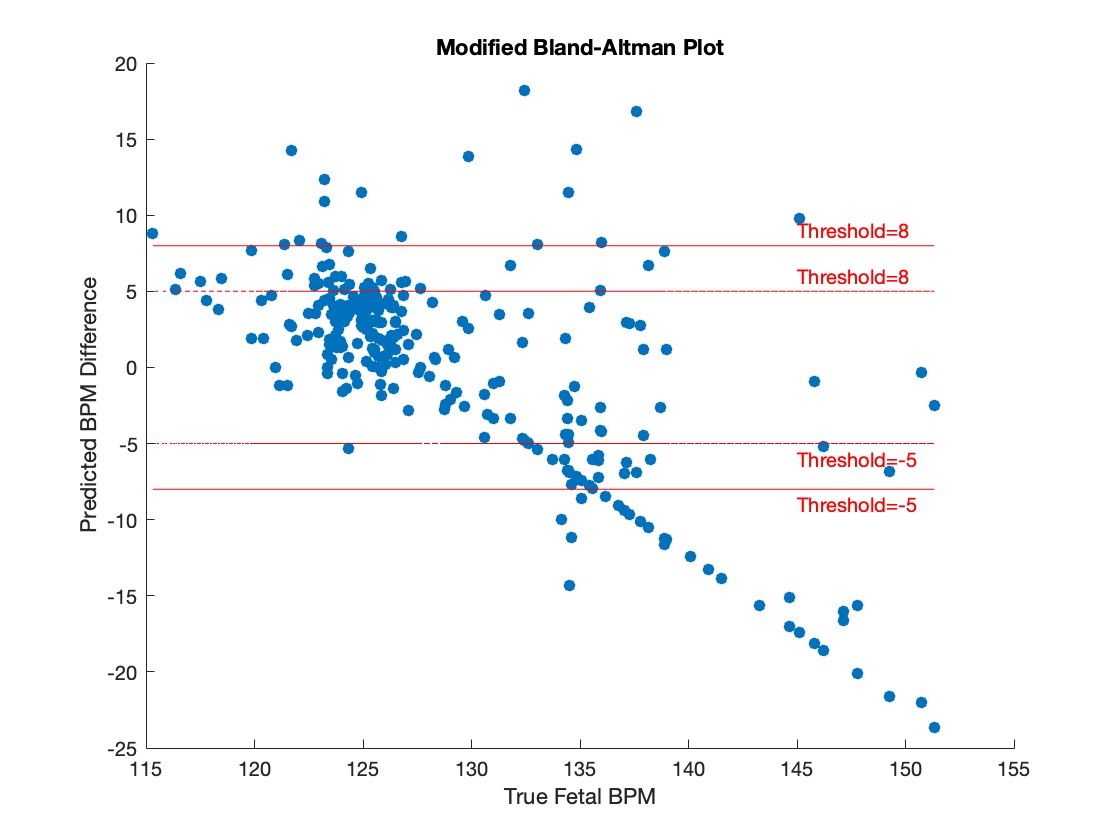 Modified Bland-Altman Plot
20
15
10
5
0
-5
-10
-15
-20
-25
Predicted BPM Difference
Threshold=8
Threshold=8
Threshold=-5
Threshold=-5
115
120
125
130
135
140
145
150
155
True Fetal BPM